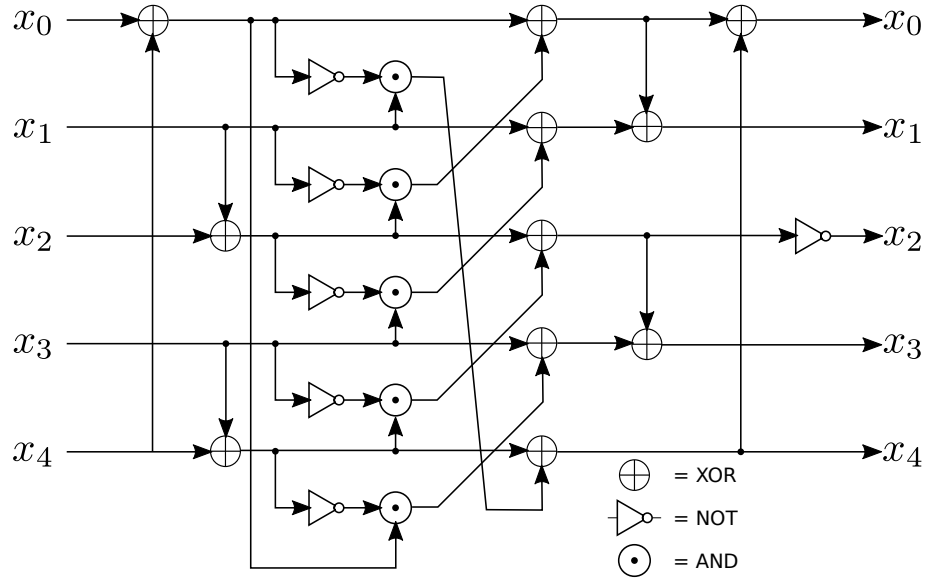 x₀ x₀
x₁ x₁
x₂ x₂
x₃ x₃
x₄ x₄
= XOR
= NOT
= AND